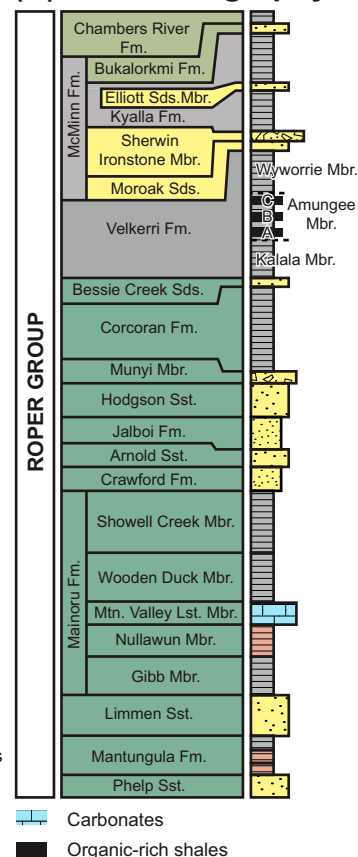 Chambers River
Fm.
Bukalorkmi Fm.
McMinn Fm.
Elliott Sds.Mbr.
Kyalla Fm.
Sherwin
Ironstone Mbr.
Moroak Sds.
Wyworrie Mbr.
C
B
A
Amungee
Mbr.
Velkerri Fm.
Kalala Mbr.
Bessie Creek Sds.
Corcoran Fm.
Munyi Mbr.
ROPER GROUP
Hodgson Sst.
Jalboi Fm.
Arnold Sst.
Crawford Fm.
Mainoru Fm.
Showell Creek Mbr.
Wooden Duck Mbr.
Mtn. Valley Lst. Mbr.
Nullawun Mbr.
Gibb Mbr.
Limmen Sst.
Mantungula Fm.
Phelp Sst.
Carbonates
Organic-rich shales